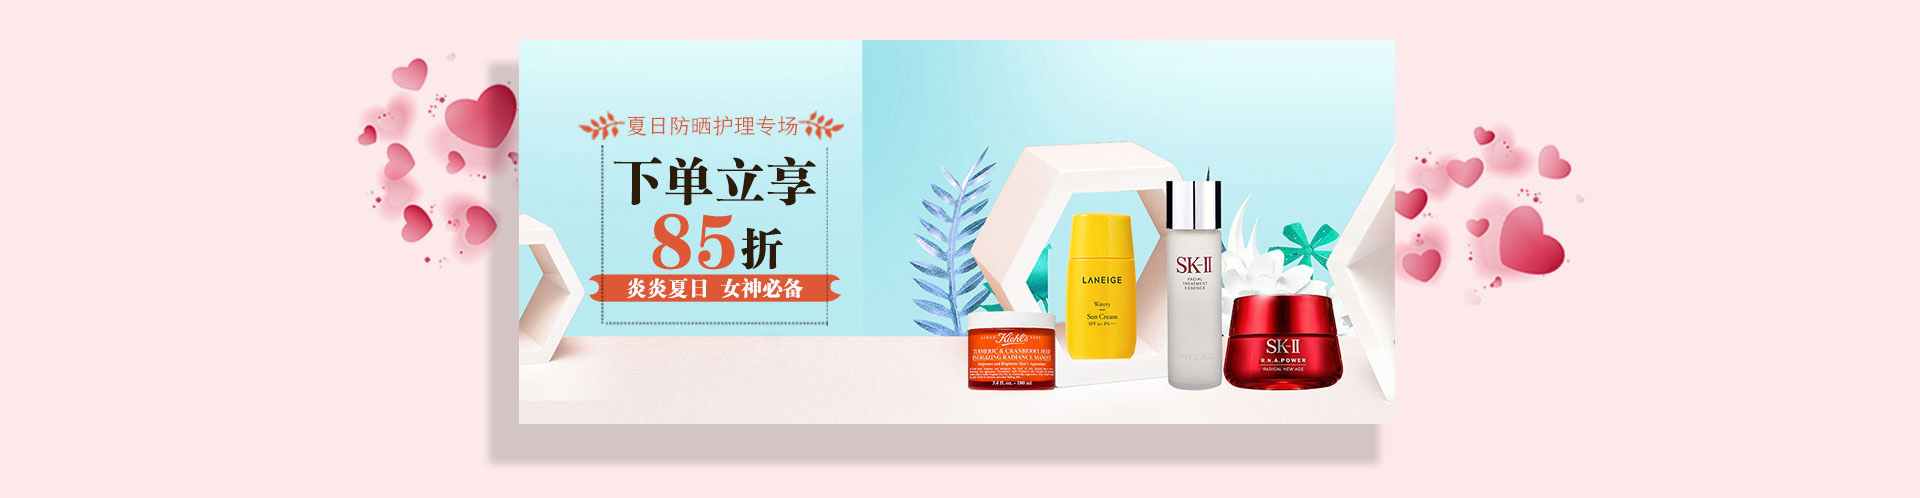 夏日防晒护理专场
下单立享
85折
炎炎夏日 女神必备
LANEIGE
Watery
Sun Cream
SK-II
FACIAL
TREATMENT
ESSENCE
PITERA
SINCE Kiehl's 1851
TURMERIC & CRANBERRY SEED
ENERGIZING RADIANCE MASQUE
3.4 fl. oz. - 100 ml
SK-II
R.N.A.POWER
RADICAL NEW AGE